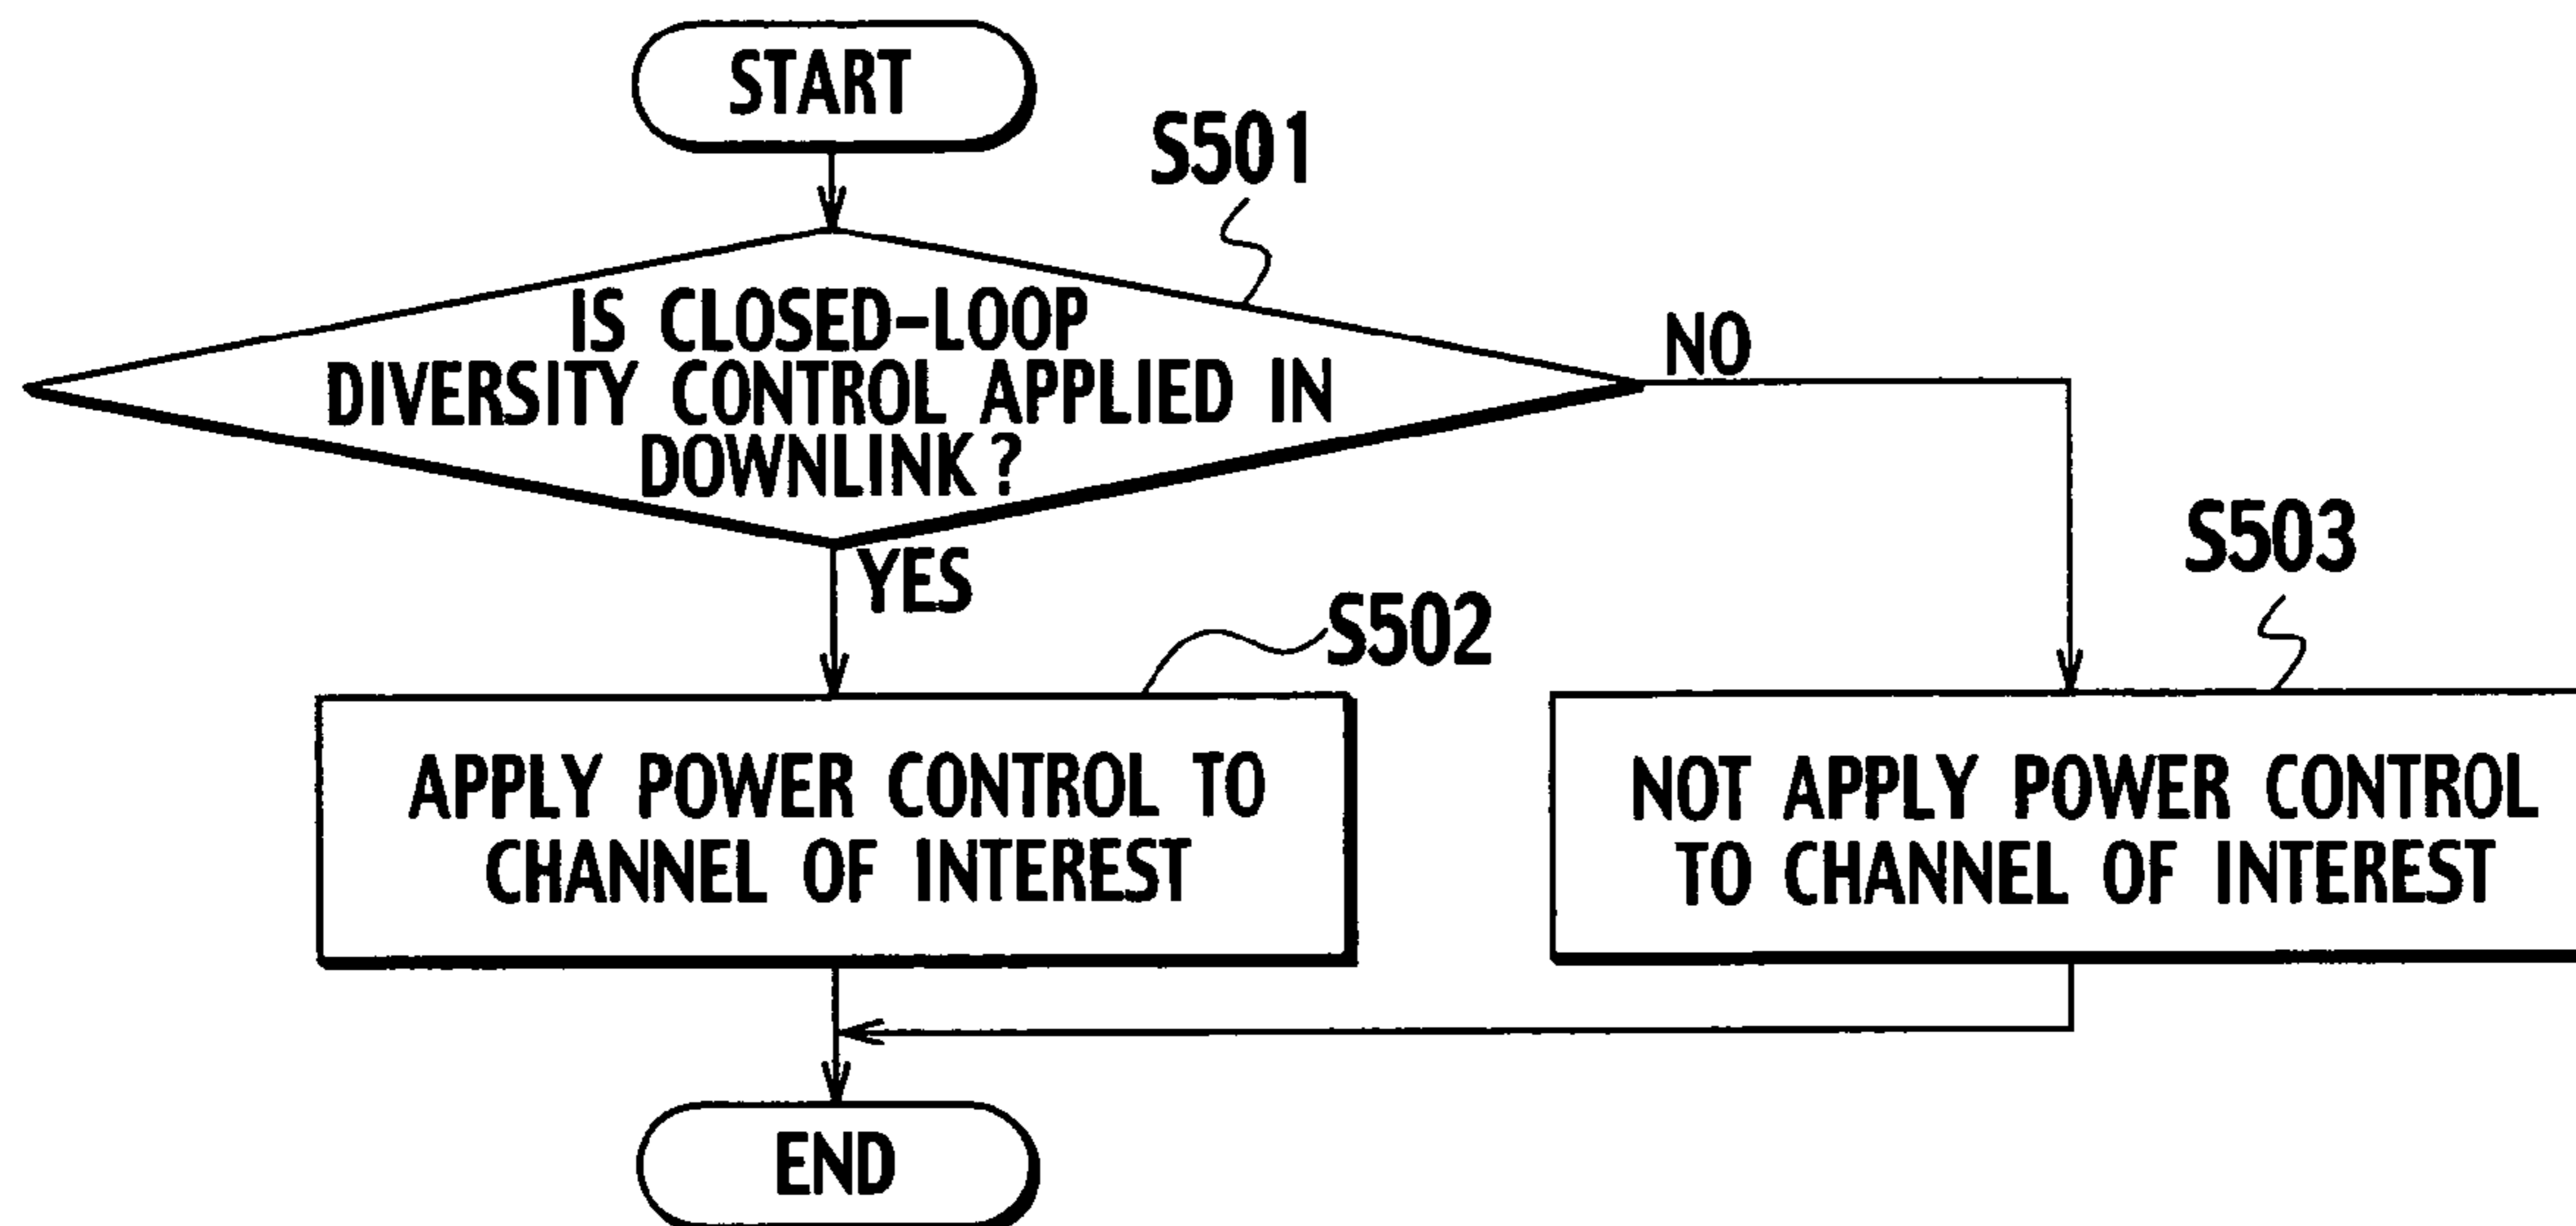 START
S501
IS CLOSED-LOOP
DIVERSITY CONTROL APPLIED IN
DOWNLINK?
NO
YES
S502
S503
APPLY POWER CONTROL TO
CHANNEL OF INTEREST
NOT APPLY POWER CONTROL
TO CHANNEL OF INTEREST
END